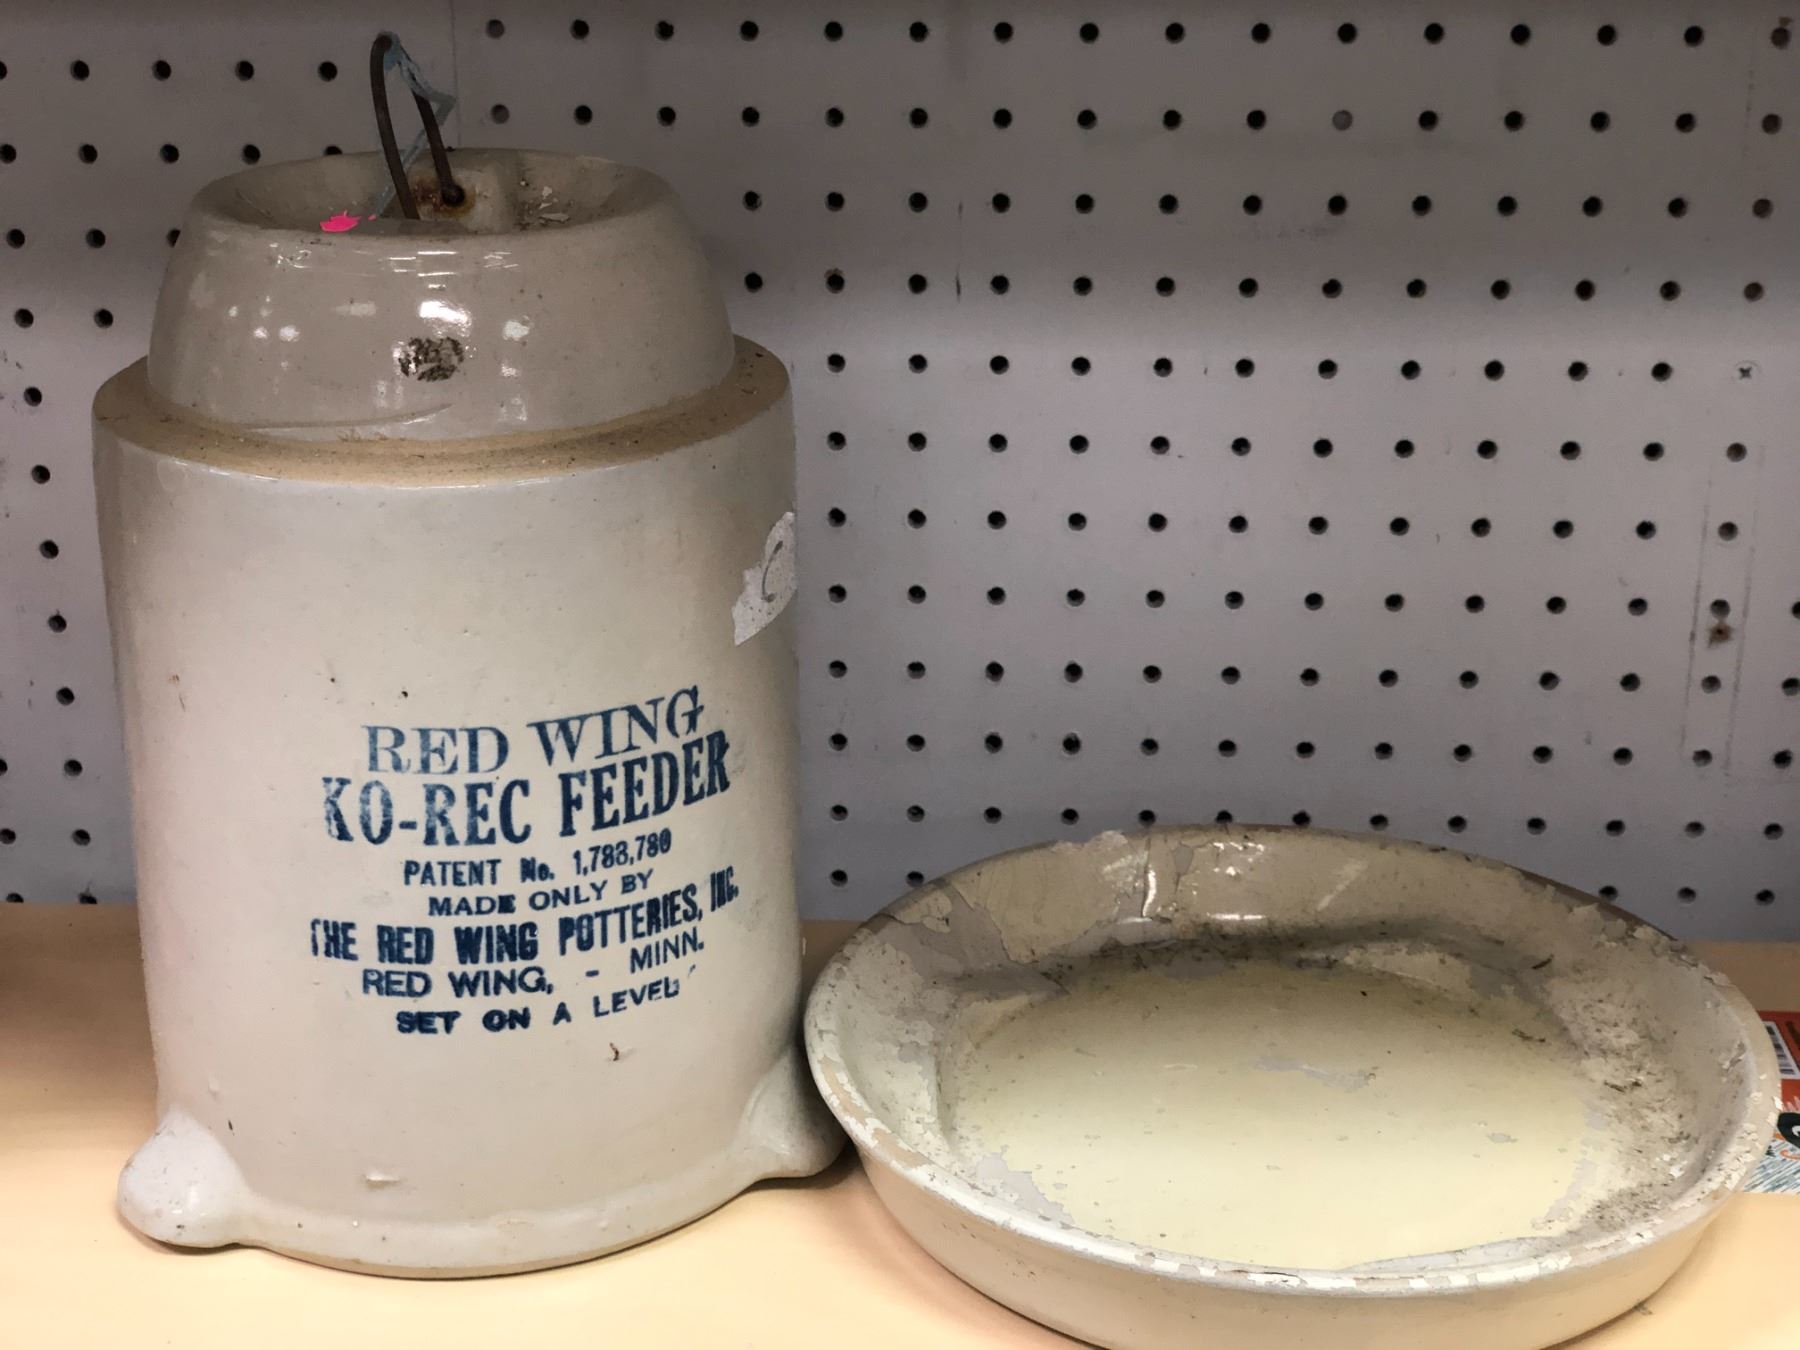 RED WING
KO-REC FEEDER
PATENT No. 1,788,780
MADE ONLY BY
THE RED WING POTTERIES, INC.
RED WING, - MINN.
SET ON A LEVEL